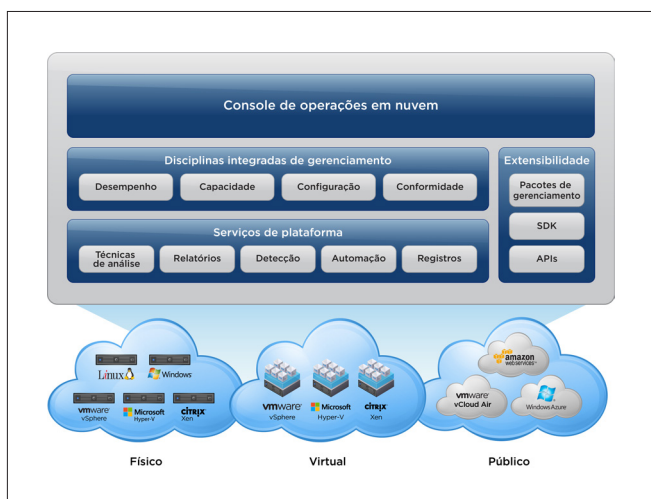 Console de operações em nuvem
Disciplinas integradas de gerenciamento
Desempenho
Capacidade
Configuração
Conformidade
Extensibilidade
Pacotes de
gerenciamento
SDK
APIs
Serviços de plataforma
Técnicas
de análise
Relatórios
Detecção
Automação
Registros
Linux
Windows
vmware
vSphere
Microsoft
Hyper-V
CITRIX
Xen
vmware
vSphere
Microsoft
Hyper-V
CITRIX
Xen
amazon
webservices™
vmware
vCloud Air
Windows Azure
Físico
Virtual
Público